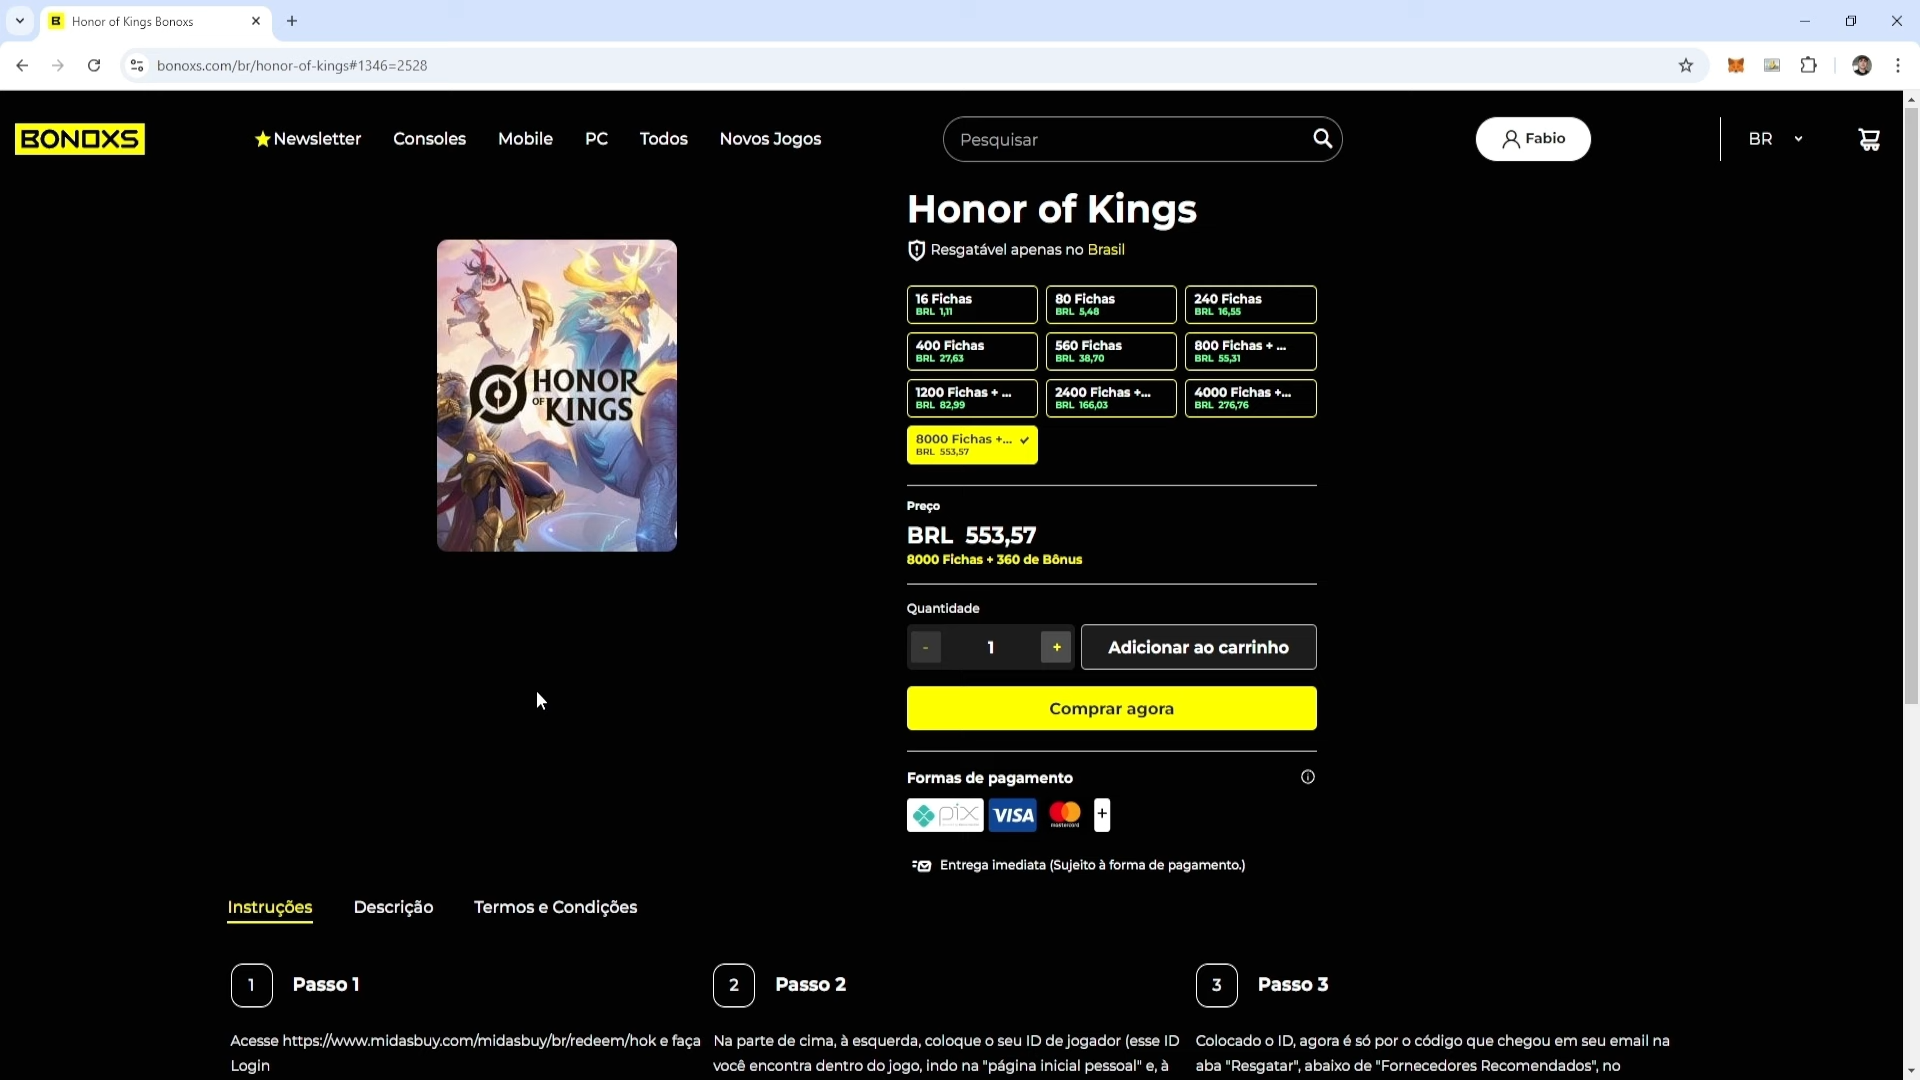 Honor of Kings Bonoxs
bonoxs.com/br/honor-of-kings#1346=2528
BONOXS
Newsletter
Consoles
Mobile
PC
Todos
Novos Jogos
Pesquisar
Fabio
BR
Honor of Kings
Resgatável apenas no Brasil
HONOR
OF KINGS
16 Fichas
BRL 1,11
80 Fichas
BRL 5,48
240 Fichas
BRL 16,55
400 Fichas
BRL 27,63
560 Fichas
BRL 38,70
800 Fichas + ...
BRL 55,31
1200 Fichas + ...
BRL 82,99
2400 Fichas +...
BRL 166,03
4000 Fichas +...
BRL 276,76
8000 Fichas +...
BRL 553,57
Preço
BRL 553,57
8000 Fichas + 360 de Bônus
Quantidade
- 1 +
Adicionar ao carrinho
Comprar agora
Formas de pagamento
pix
VISA
mastercard
+
Entrega imediata (Sujeito à forma de pagamento.)
Instruções
Descrição
Termos e Condições
1 Passo 1
Acesse https://www.midasbuy.com/midasbuy/br/redeem/hok e faça
Login
2 Passo 2
Na parte de cima, à esquerda, coloque o seu ID de jogador (esse ID
você encontra dentro do jogo, indo na "página inicial pessoal" e, à
3 Passo 3
Colocado o ID, agora é só por o código que chegou em seu email na
aba "Resgatar", abaixo de "Fornecedores Recomendados", no